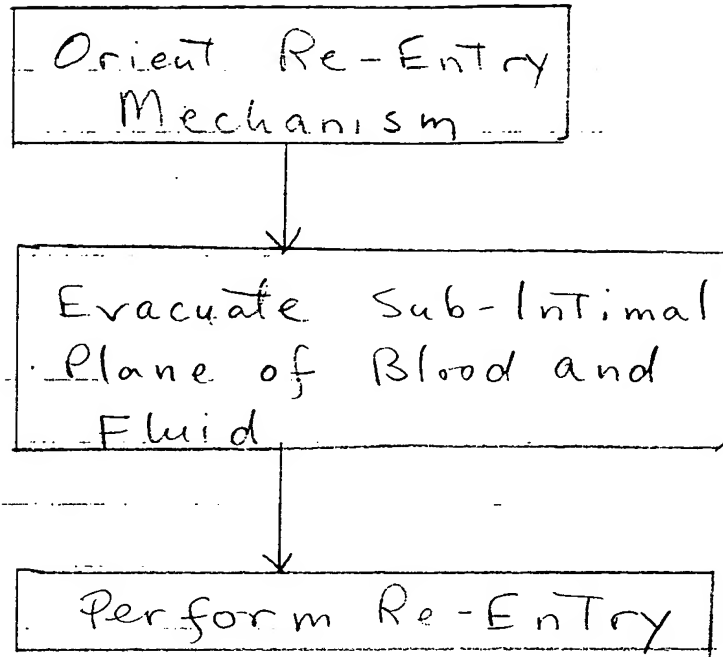 Orient Re-Entry
Mechanism
Evacuate Sub-Intimal
Plane of Blood and
Fluid
Perform Re-Entry